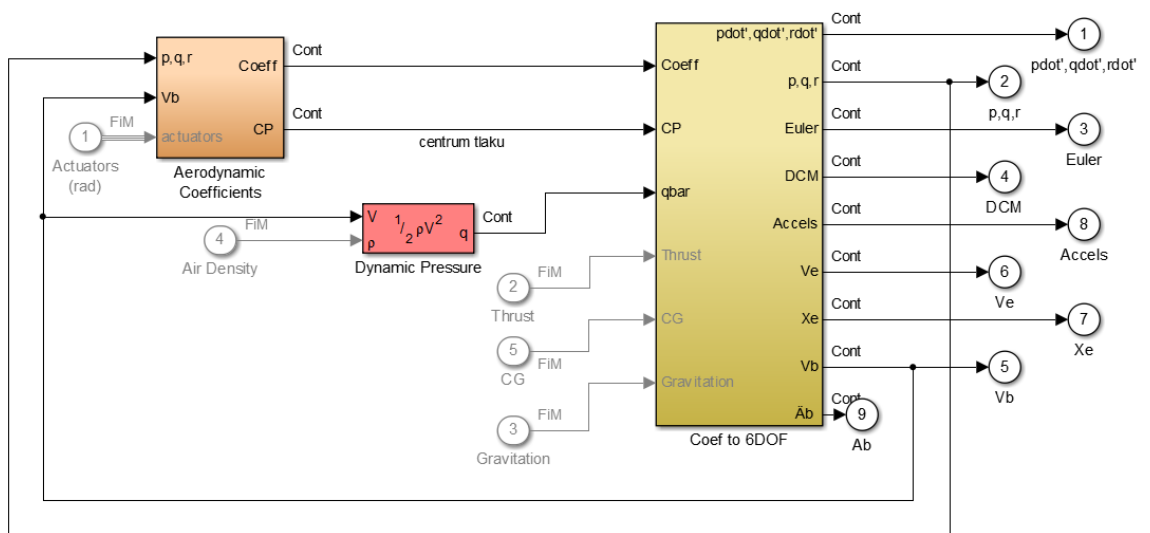 Cont
Cont
pdot',qdot',rdot'
1
pdot',qdot',rdot'
p,q,r
Coeff
Cont
Coeff
Cont
p,q,r
2
p,q,r
Vb
FiM
1
actuators
Actuators
(rad)
CP
Cont
centrum tlaku
CP
Euler
Cont
3
Euler
Aerodynamic
Coefficients
DCM
Cont
4
DCM
qbar
V
ρ
1/2 ρV²
q
Cont
Dynamic Pressure
FiM
4
Air Density
Accels
Cont
8
Accels
Thrust
FiM
2
Thrust
Ve
Cont
6
Ve
CG
5
FiM
CG
Xe
Cont
7
Xe
Gravitation
FiM
3
Gravitation
Vb
Cont
5
Vb
Äb
Cont
9
Ab
Coef to 6DOF